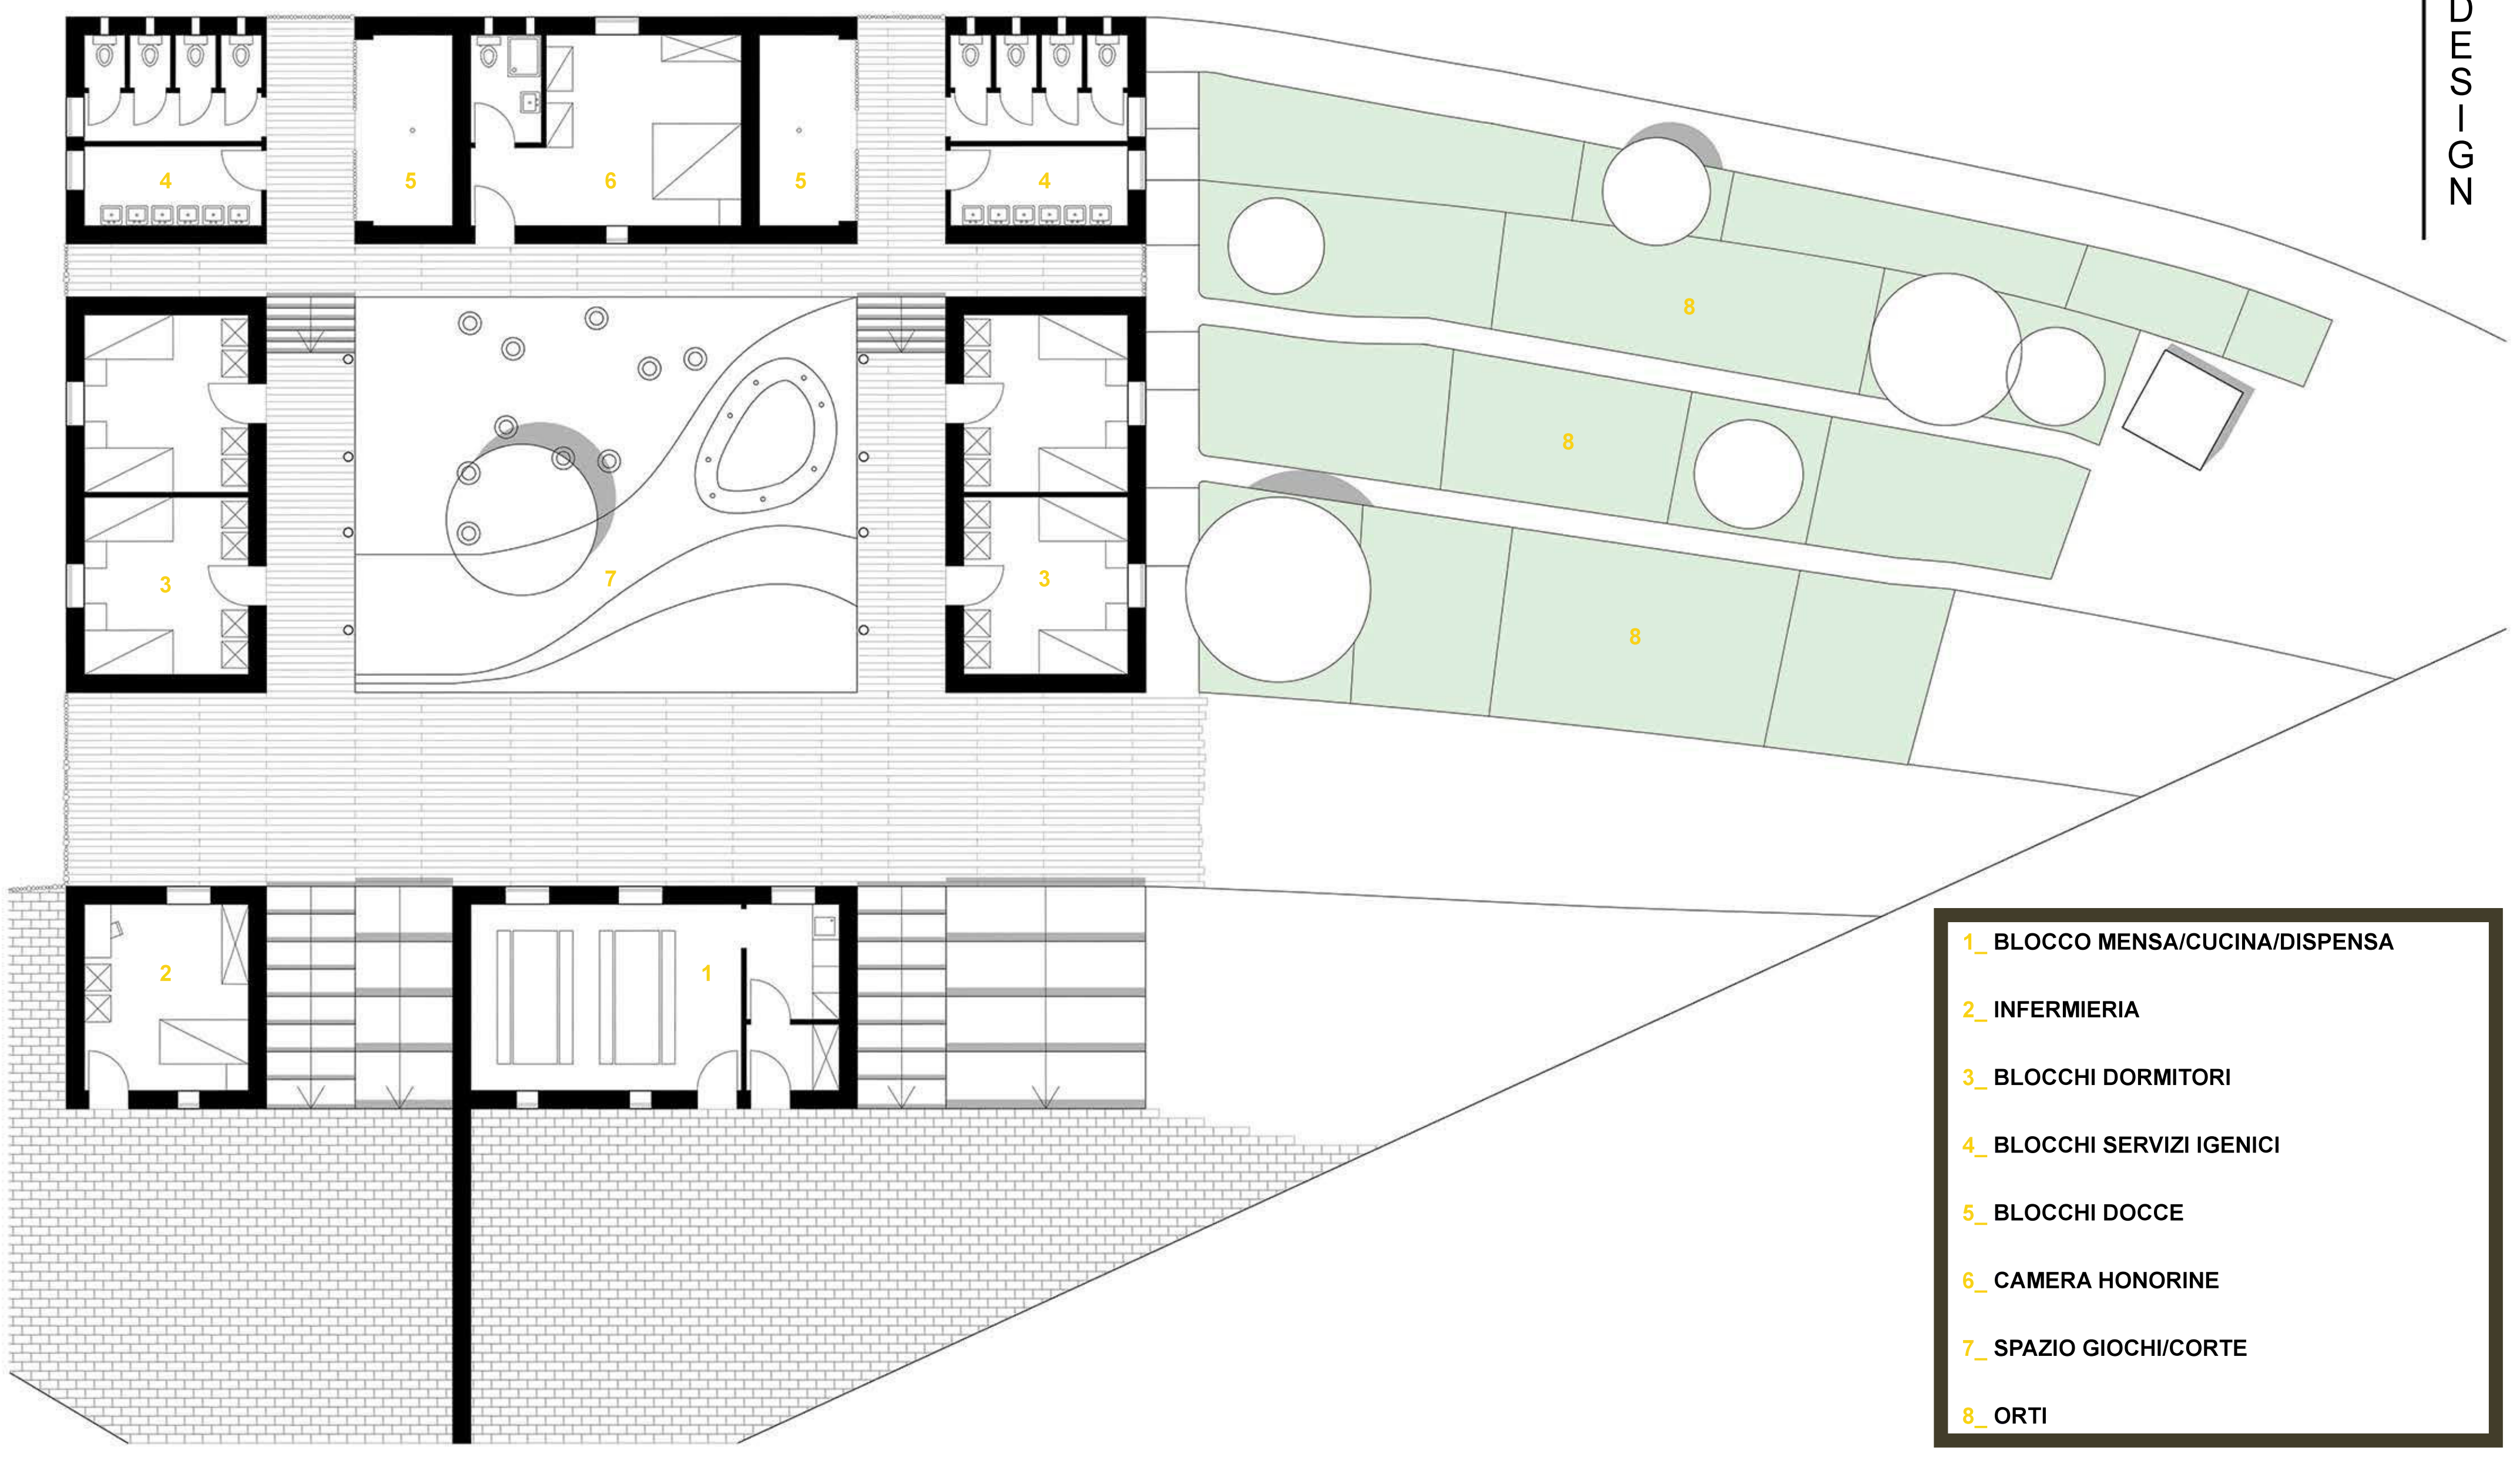 DESIGN
4
5
6
5
4
8
8
3
7
3
8
2
1
1_ BLOCCO MENSA/CUCINA/DISPENSA
2_ INFERMIERIA
3_ BLOCCHI DORMITORI
4_ BLOCCHI SERVIZI IGENICI
5_ BLOCCHI DOCCE
6_ CAMERA HONORINE
7_ SPAZIO GIOCHI/CORTE
8_ ORTI